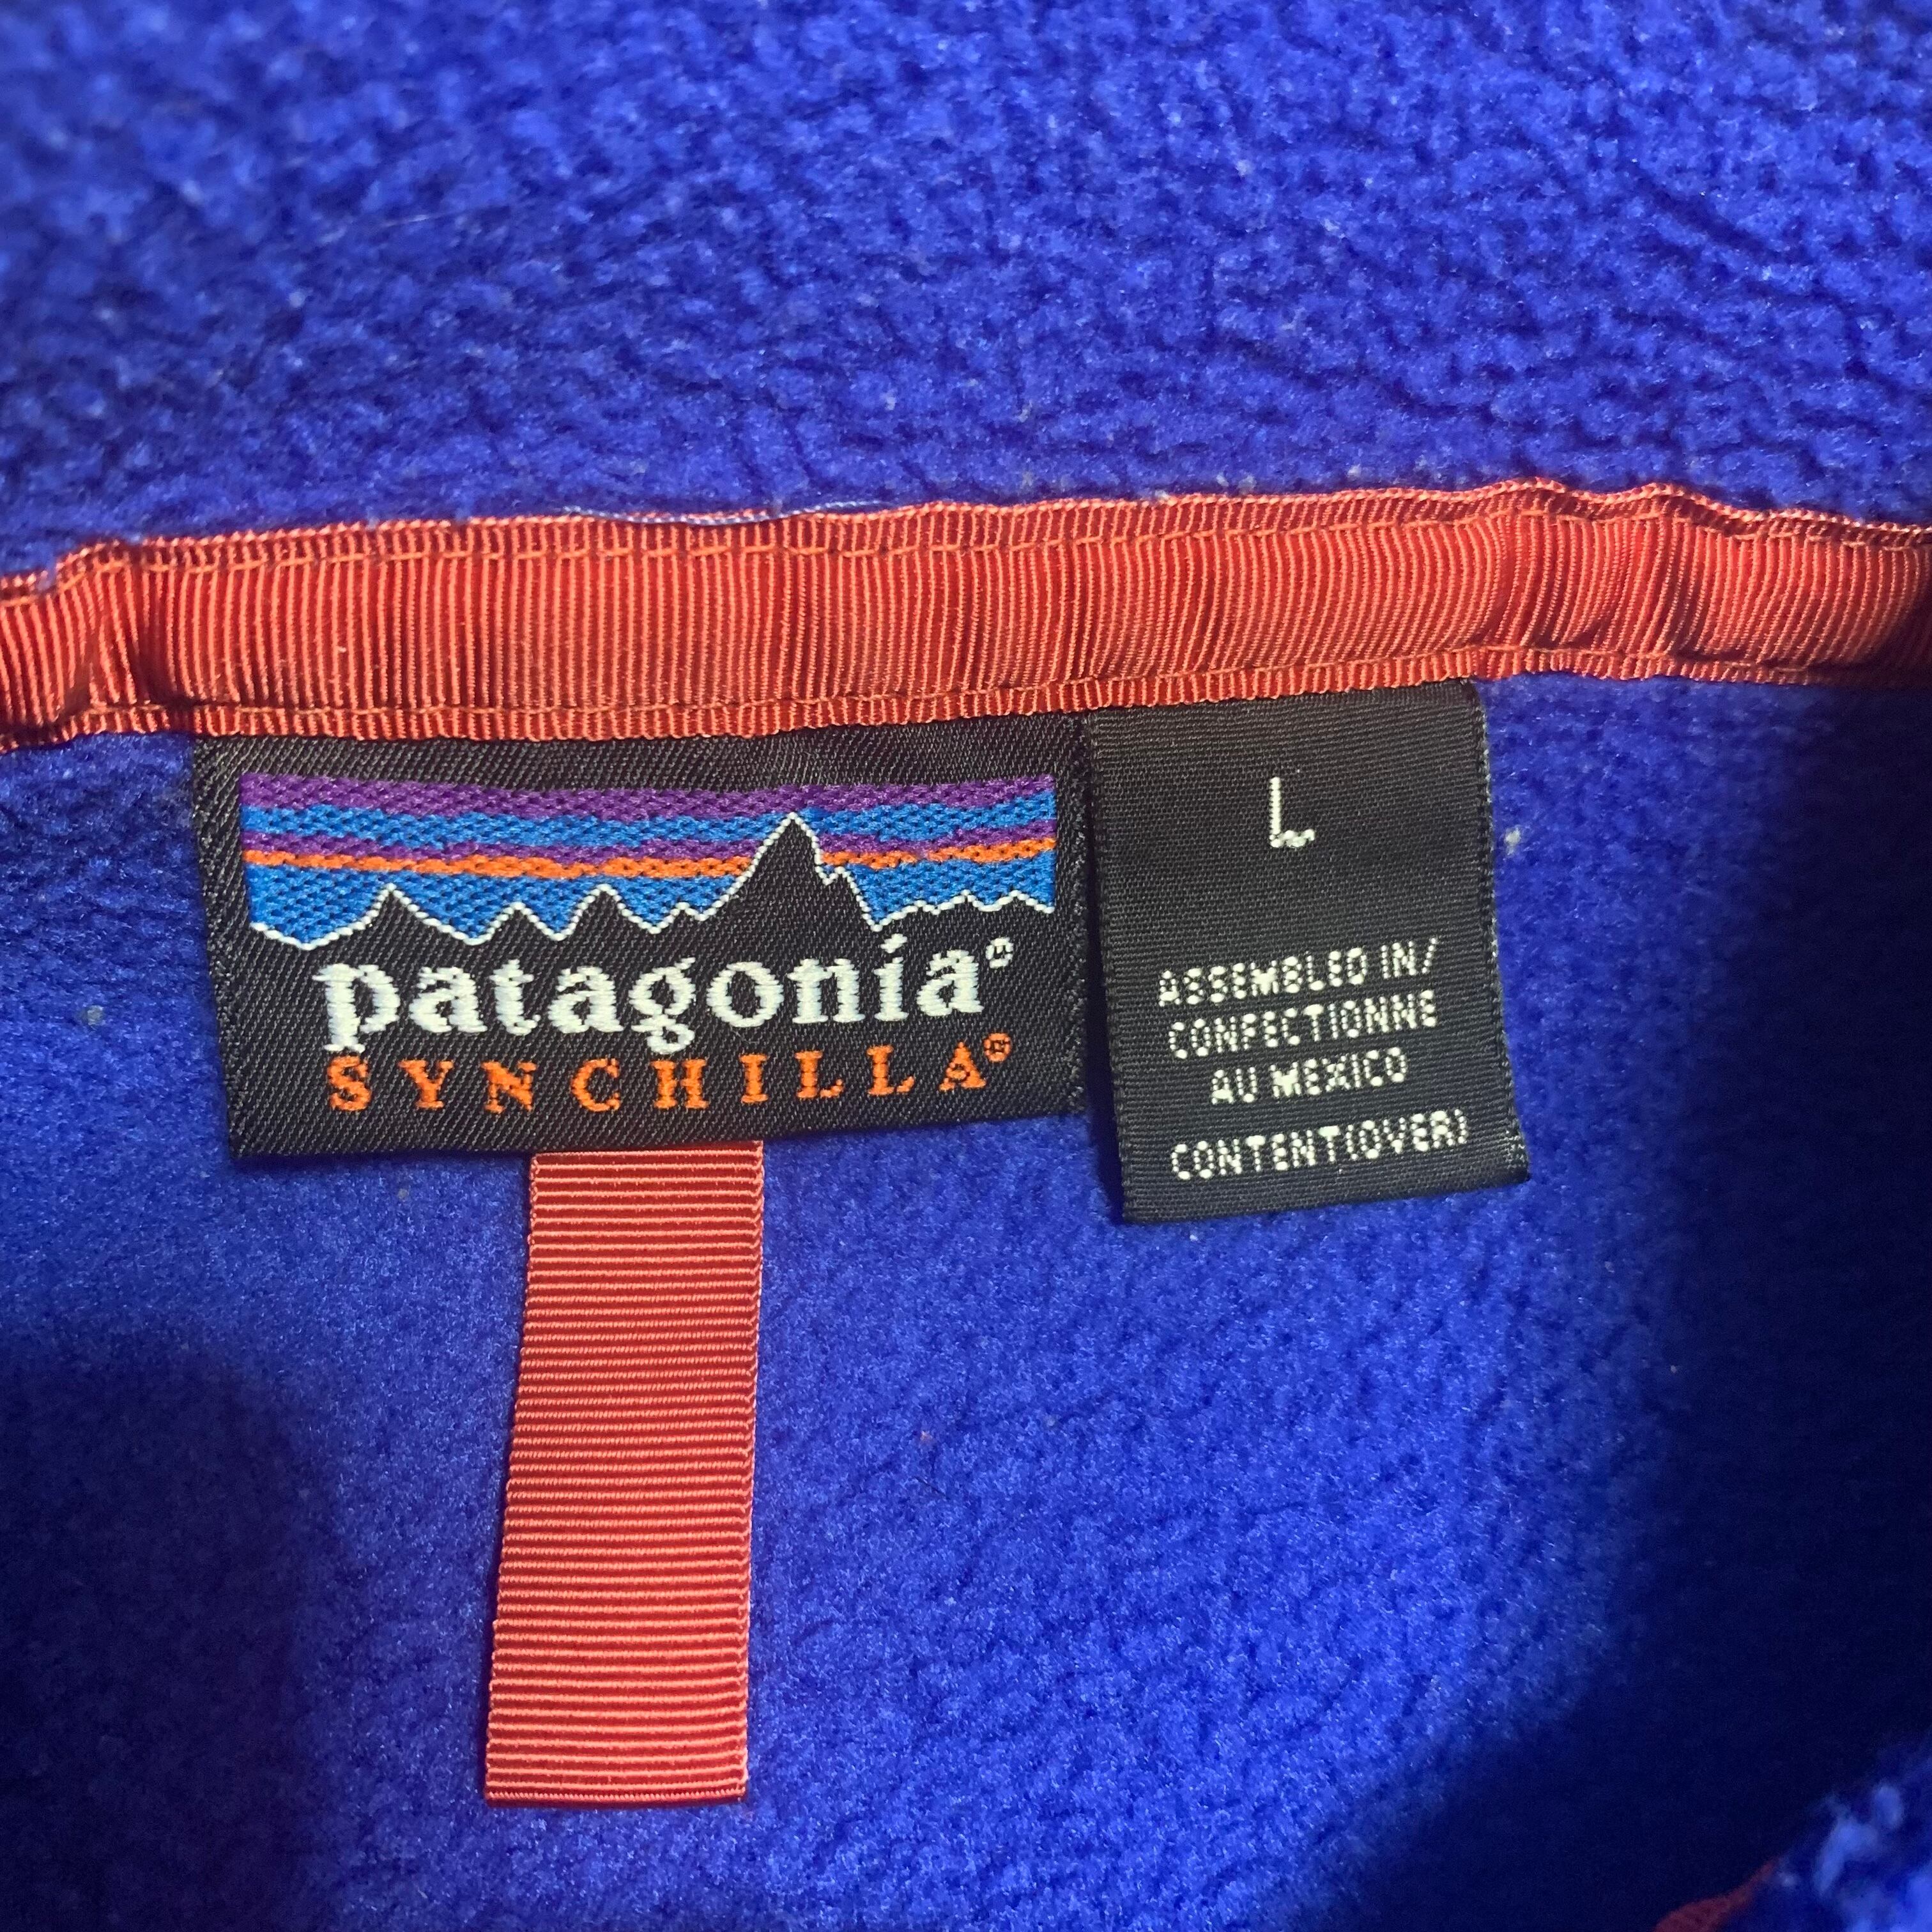 patagonia®
SYNCHILLA®
L
ASSEMBLED IN/
CONFECTIONNE
AU MEXICO
CONTENT(OVER)